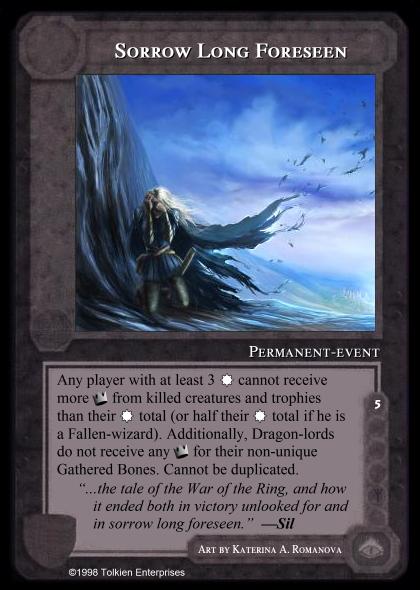 Sorrow Long Foreseen
Permanent-event
Any player with at least 3 cannot receive
more from killed creatures and trophies
than their total (or half their total if he is
a Fallen-wizard). Additionally, Dragon-lords
do not receive any for their non-unique
Gathered Bones. Cannot be duplicated.
5
"...the tale of the War of the Ring, and how
it ended both in victory unlooked for and
in sorrow long foreseen." —Sil
Art by Katerina A. Romanova
©1998 Tolkien Enterprises